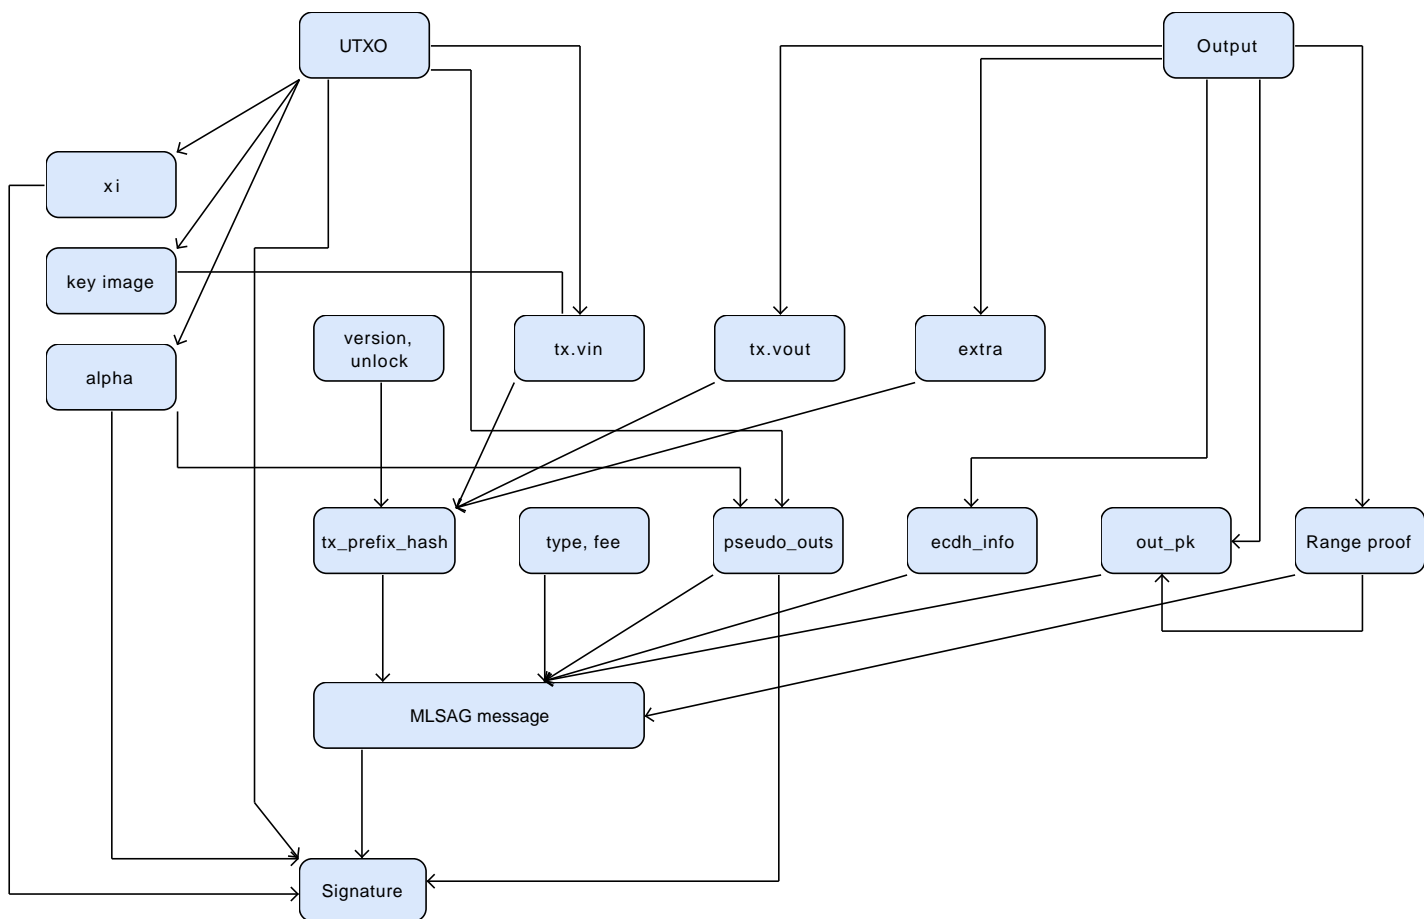 UTXO
Output
xi
key image
version,
unlock
tx.vin
tx.vout
extra
alpha
tx_prefix_hash
type, fee
pseudo_outs
ecdh_info
out_pk
Range proof
MLSAG message
Signature